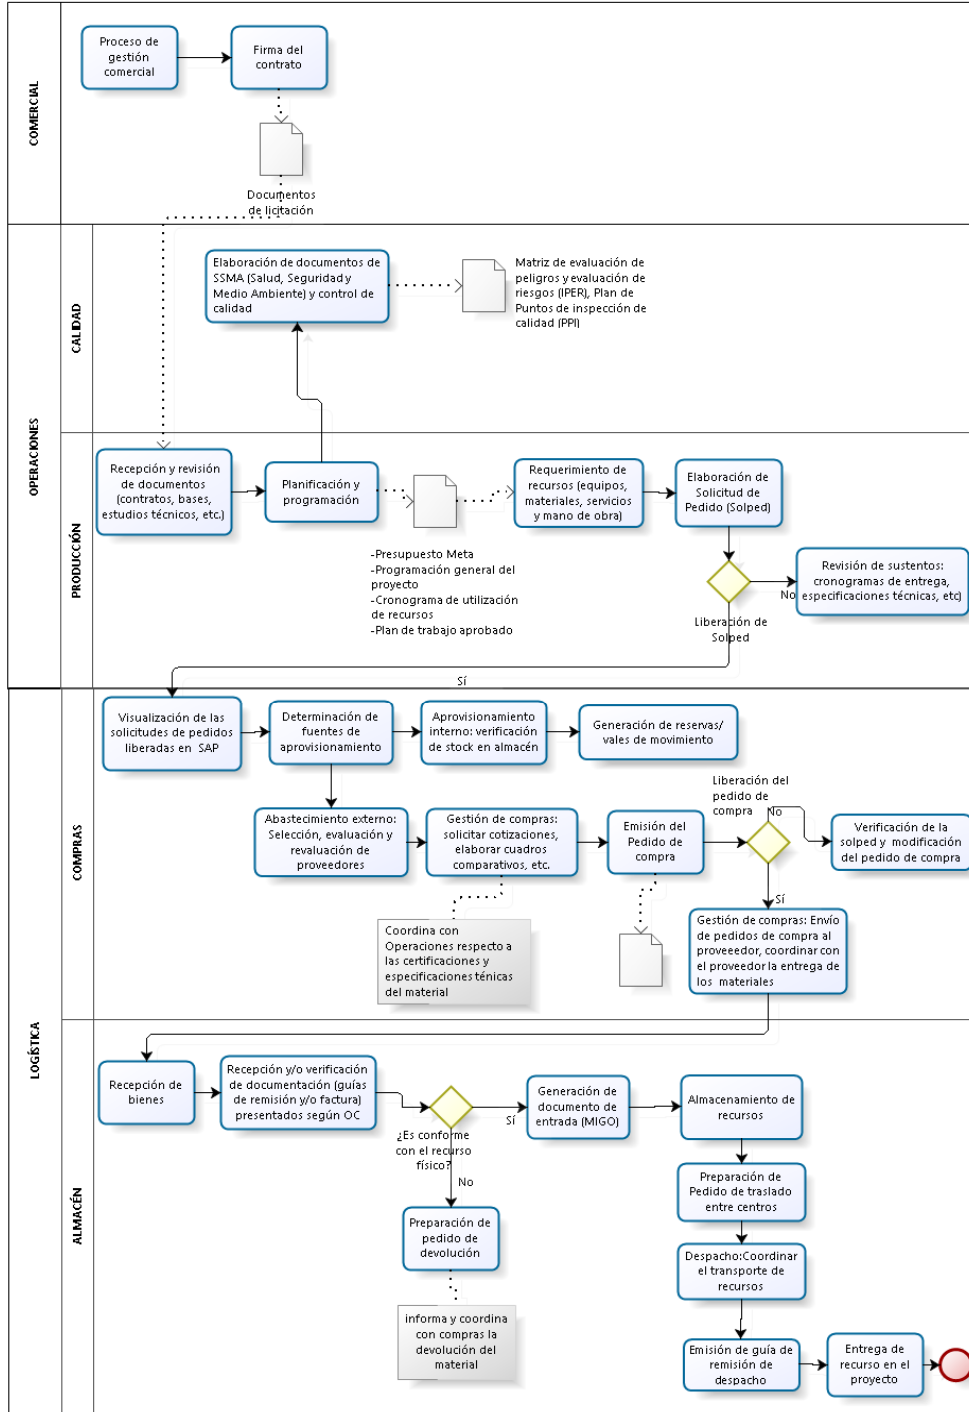 COMERCIAL
Proceso de
gestión
comercial
Firma del
contrato
Documentos
de licitación
OPERACIONES
CALIDAD
Elaboración de documentos de
SSMA (Salud, Seguridad y
Medio Ambiente) y control de
calidad
Matriz de evaluación de
peligros y evaluación de
riesgos (IPER), Plan de
Puntos de inspección de
calidad (PPI)
PRODUCCIÓN
Recepción y revisión
de documentos
(contratos, bases,
estudios técnicos, etc.)
Planificación y
programación
-Presupuesto Meta
-Programación general del
proyecto
-Cronograma de utilización
de recursos
-Plan de trabajo aprobado
Requerimiento de
recursos (equipos,
materiales, servicios
y mano de obra)
Elaboración de
Solicitud de
Pedido (Solped)
Liberación de
Solped
No
Revisión de sustentos:
cronogramas de entrega,
especificaciones técnicas, etc)
Sí
LOGÍSTICA
COMPRAS
Visualización de las
solicitudes de pedidos
liberadas en SAP
Determinación de
fuentes de
aprovisionamiento
Aprovisionamiento
interno: verificación
de stock en almacén
Generación de reservas/
vales de movimiento
Abastecimiento externo:
Selección, evaluación y
revaluación de
proveedores
Gestión de compras:
solicitar cotizaciones,
elaborar cuadros
comparativos, etc.
Emisión del
Pedido de
compra
Liberación del
pedido de
compra
No
Verificación de la
solped y modificación
del pedido de compra
Sí
Coordina con
Operaciones respecto a
las certificaciones y
especificaciones ténicas
del material
Gestión de compras: Envío
de pedidos de compra al
proveeedor, coordinar con
el proveedor la entrega de
los materiales
ALMACÉN
Recepción de
bienes
Recepción y/o verificación
de documentación (guías
de remisión y/o factura)
presentados según OC
¿Es conforme
con el recurso
físico?
Sí
No
Generación de
documento de
entrada (MIGO)
Almacenamiento de
recursos
Preparación de
pedido de
devolución
informa y coordina
con compras la
devolución del
material
Preparación de
Pedido de traslado
entre centros
Despacho:Coordinar
el transporte de
recursos
Emisión de guía de
remisión de
despacho
Entrega de
recurso en el
proyecto